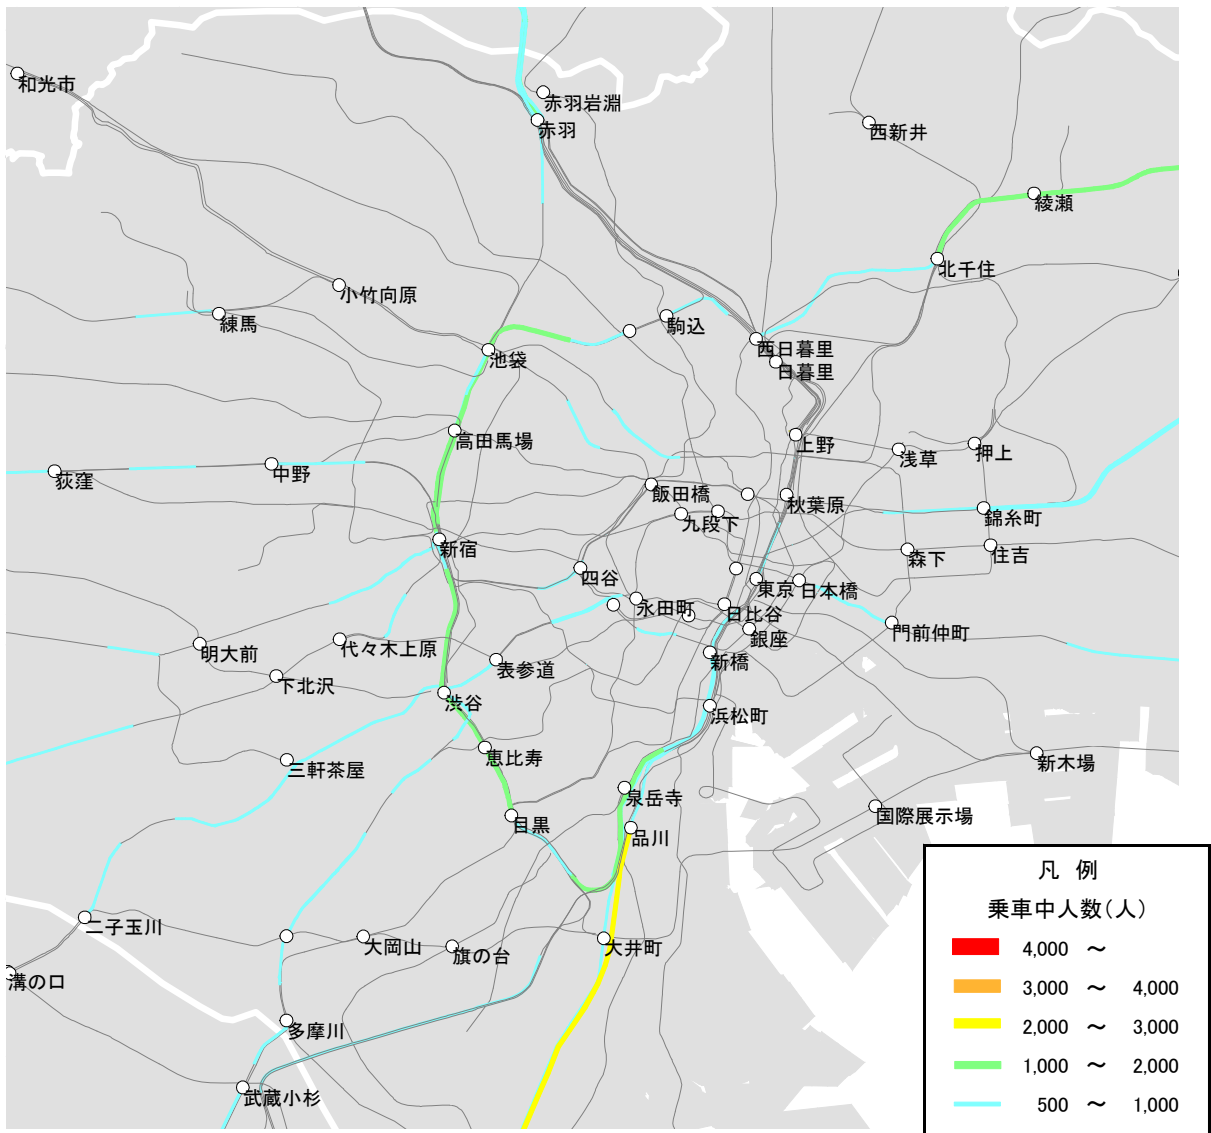 和光市
赤羽岩淵
赤羽
西新井
綾瀬
北千住
小竹向原
練馬
駒込
西日暮里
池袋
日暮里
高田馬場
上野
浅草
押上
荻窪
中野
飯田橋
秋葉原
九段下
錦糸町
新宿
森下
住吉
四谷
東京
日本橋
永田町
日比谷
銀座
門前仲町
明大前
代々木上原
表参道
新橋
下北沢
渋谷
浜松町
恵比寿
三軒茶屋
新木場
泉岳寺
国際展示場
目黒
品川
二子玉川
大岡山
旗の台
大井町
溝の口
多摩川
武蔵小杉
凡 例
乗車中人数(人)
4,000 ～
3,000 ～ 4,000
2,000 ～ 3,000
1,000 ～ 2,000
500 ～ 1,000